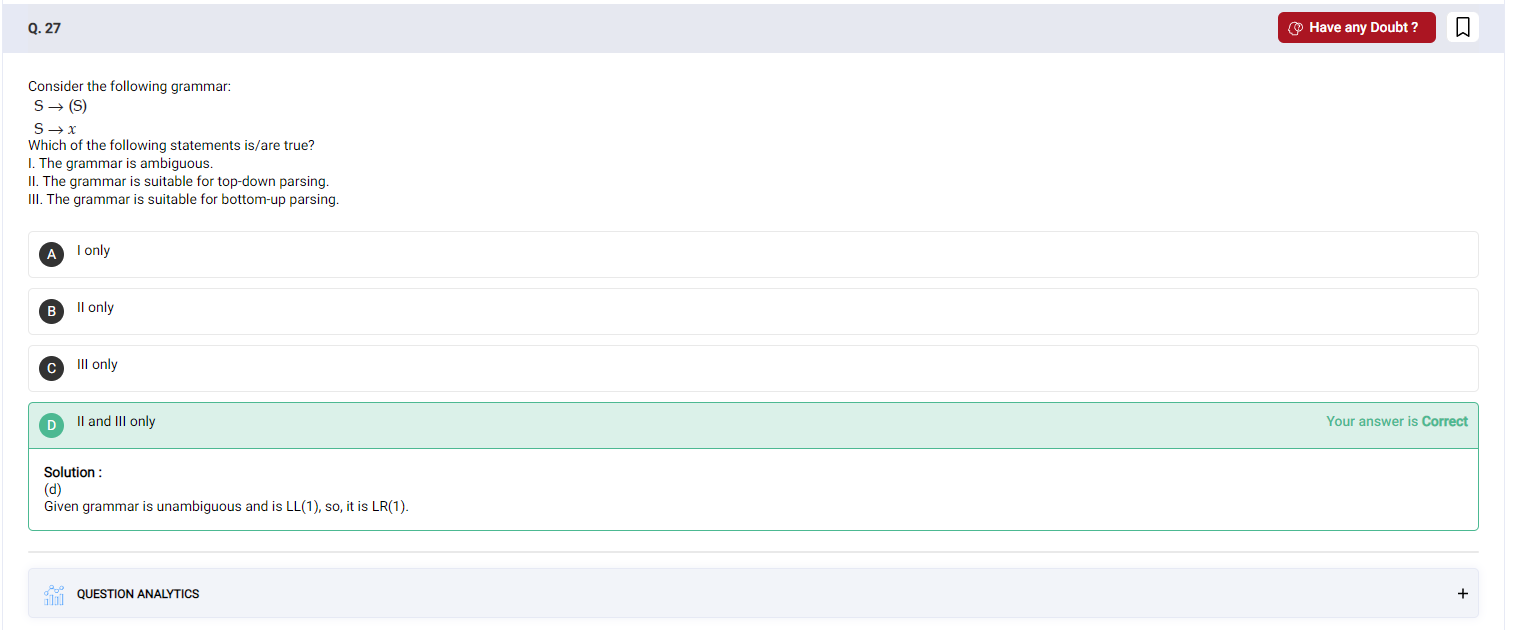 Q. 27
Have any Doubt ?
Consider the following grammar:
S → (S)
S → x
Which of the following statements is/are true?
I. The grammar is ambiguous.
II. The grammar is suitable for top-down parsing.
III. The grammar is suitable for bottom-up parsing.
A I only
B II only
C III only
D II and III only Your answer is Correct
Solution :
(d)
Given grammar is unambiguous and is LL(1), so, it is LR(1).
QUESTION ANALYTICS +